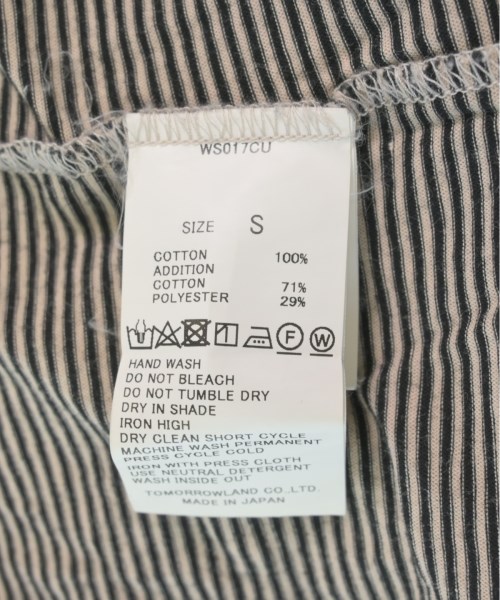 WS017CU
SIZE S
COTTON 100%
ADDITION
COTTON 71%
POLYESTER 29%
F W
HAND WASH
DO NOT BLEACH
DO NOT TUMBLE DRY
DRY IN SHADE
IRON HIGH
DRY CLEAN SHORT CYCLE
MACHINE WASH PERMANENT
PRESS CYCLE COLD
IRON WITH PRESS CLOTH
USE NEUTRAL DETERGENT
WASH INSIDE OUT
TOMORROWLAND CO.,LTD.
MADE IN JAPAN